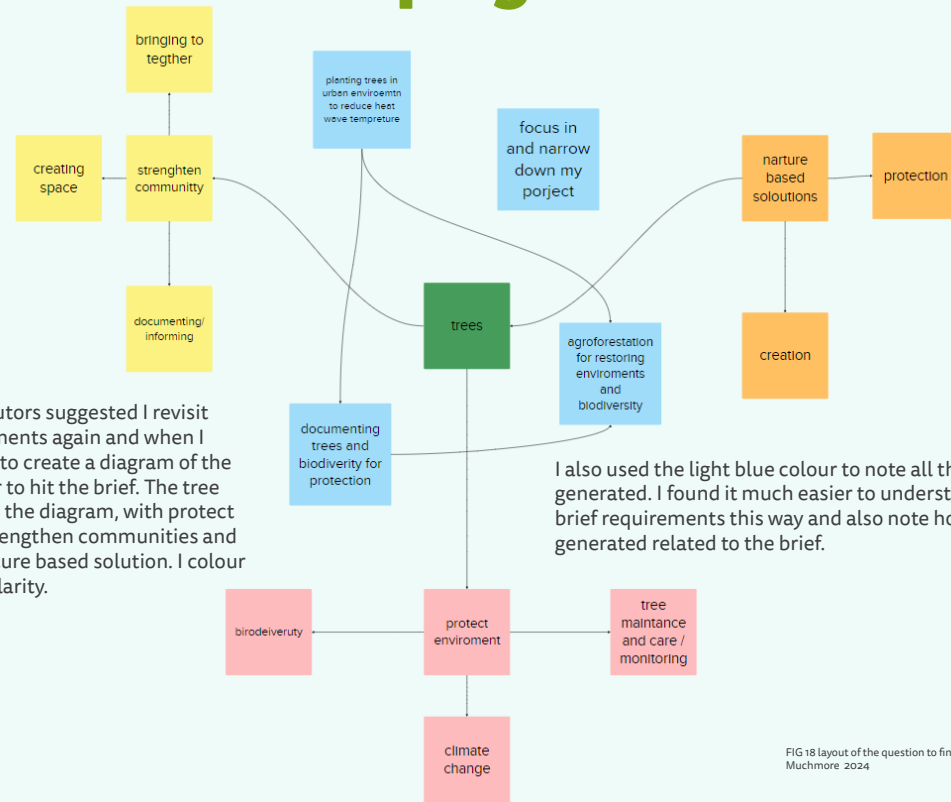 bringing to
tegther
planting trees in
urban enviroemtn
to reduce heat
wave tempreture
focus in
and narrow
down my
porject
creating
space
strenghten
communitty
narture
based
soloutions
protection
documenting/
informing
trees
agroforestation
for restoring
enviroments
and
biodiversity
creation
documenting
trees and
biodiverity for
protection
utors suggested I revisit
ments again and when I
to create a diagram of the
r to hit the brief. The tree
the diagram, with protect
engthen communities and
ure based solution. I colour
larity.
I also used the light blue colour to note all th
generated. I found it much easier to underst
brief requirements this way and also note ho
generated related to the brief.
birodeiveruty
protect
enviroment
tree
maintance
and care /
monitoring
climate
change
FIG 18 layout of the question to fin
Muchmore 2024